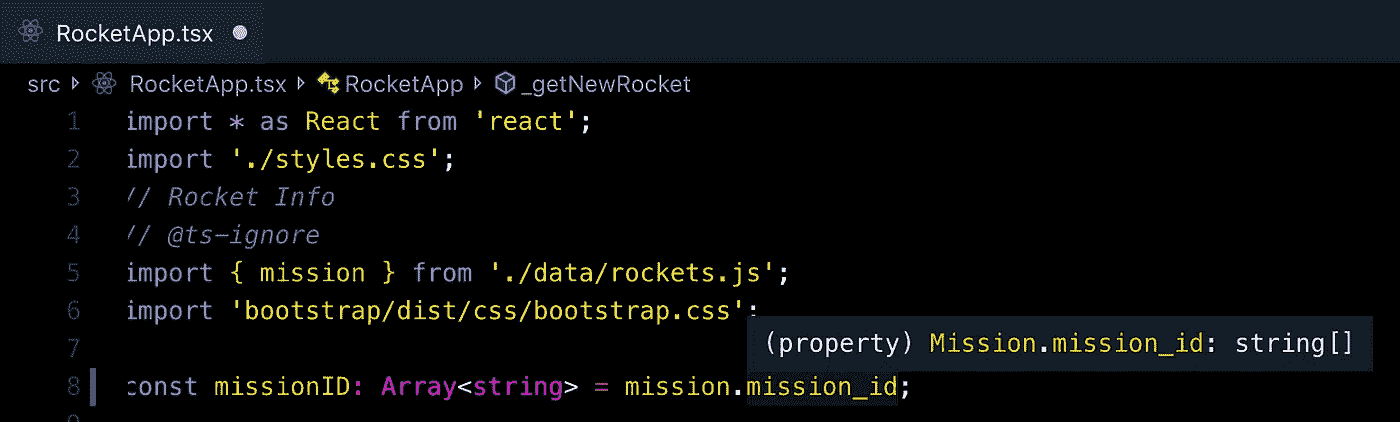 RocketApp.tsx
src RocketApp.tsx RocketApp _getNewRocket
1 import * as React from 'react';
2 import './styles.css';
3 // Rocket Info
4 // @ts-ignore
5 import { mission } from './data/rockets.js';
6 import 'bootstrap/dist/css/bootstrap.css';
7
(property) Mission.mission_id: string[]
8 const missionID: Array<string> = mission.mission_id;